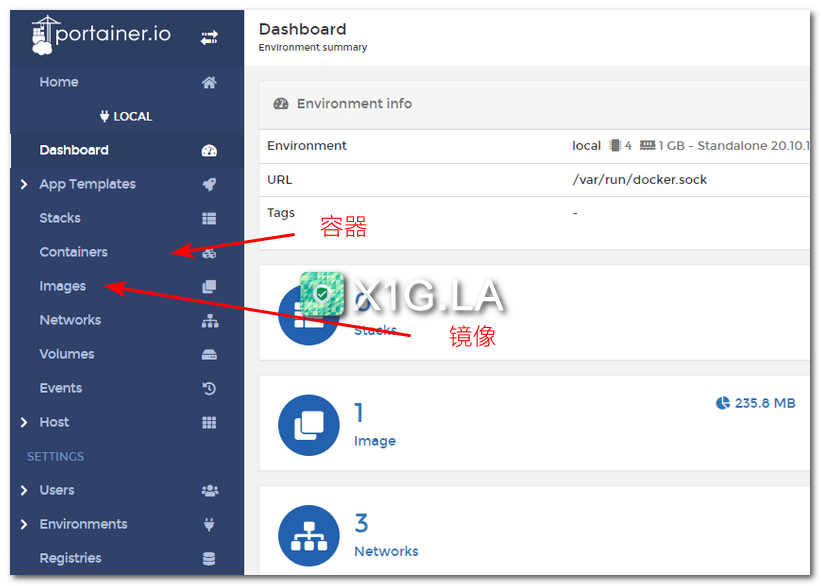 portainer.io
Home
LOCAL
Dashboard
App Templates
Stacks
Containers
Images
Networks
Volumes
Events
Host
SETTINGS
Users
Environments
Registries
Dashboard
Environment summary
Environment info
Environment local 4 1 GB - Standalone 20.10.1
URL /var/run/docker.sock
Tags -
容器
X1G.LA
0
Stacks
镜像
1
Image
235.8 MB
3
Networks